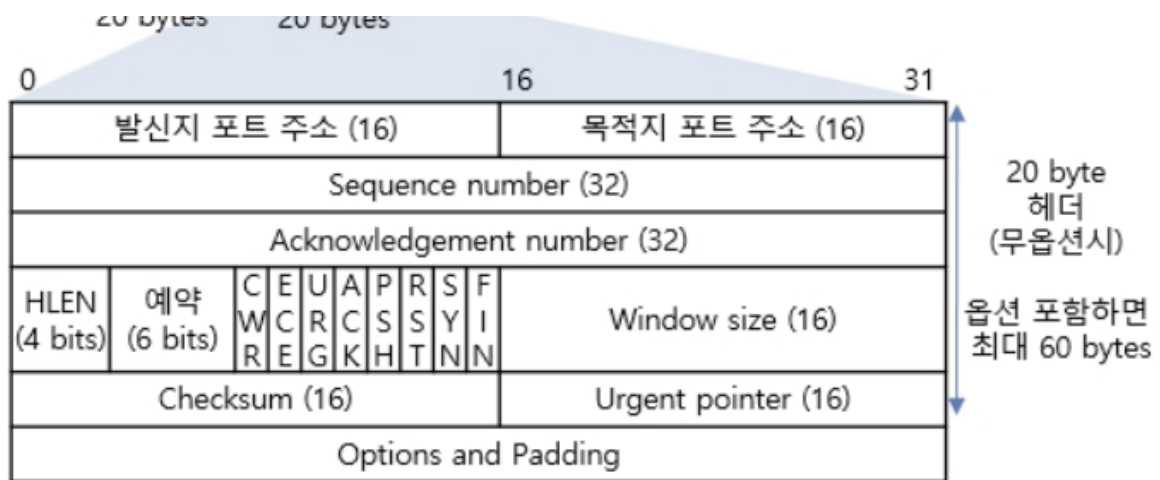 20 bytes 20 bytes
0 16 31
발신지 포트 주소 (16) 목적지 포트 주소 (16)
Sequence number (32)
Acknowledgement number (32)
HLEN
(4 bits)
예약
(6 bits)
CWR
ECE
URG
ACK
PSH
RST
SYN
FIN
Window size (16)
Checksum (16) Urgent pointer (16)
Options and Padding
20 byte
헤더
(무옵션시)
옵션 포함하면
최대 60 bytes